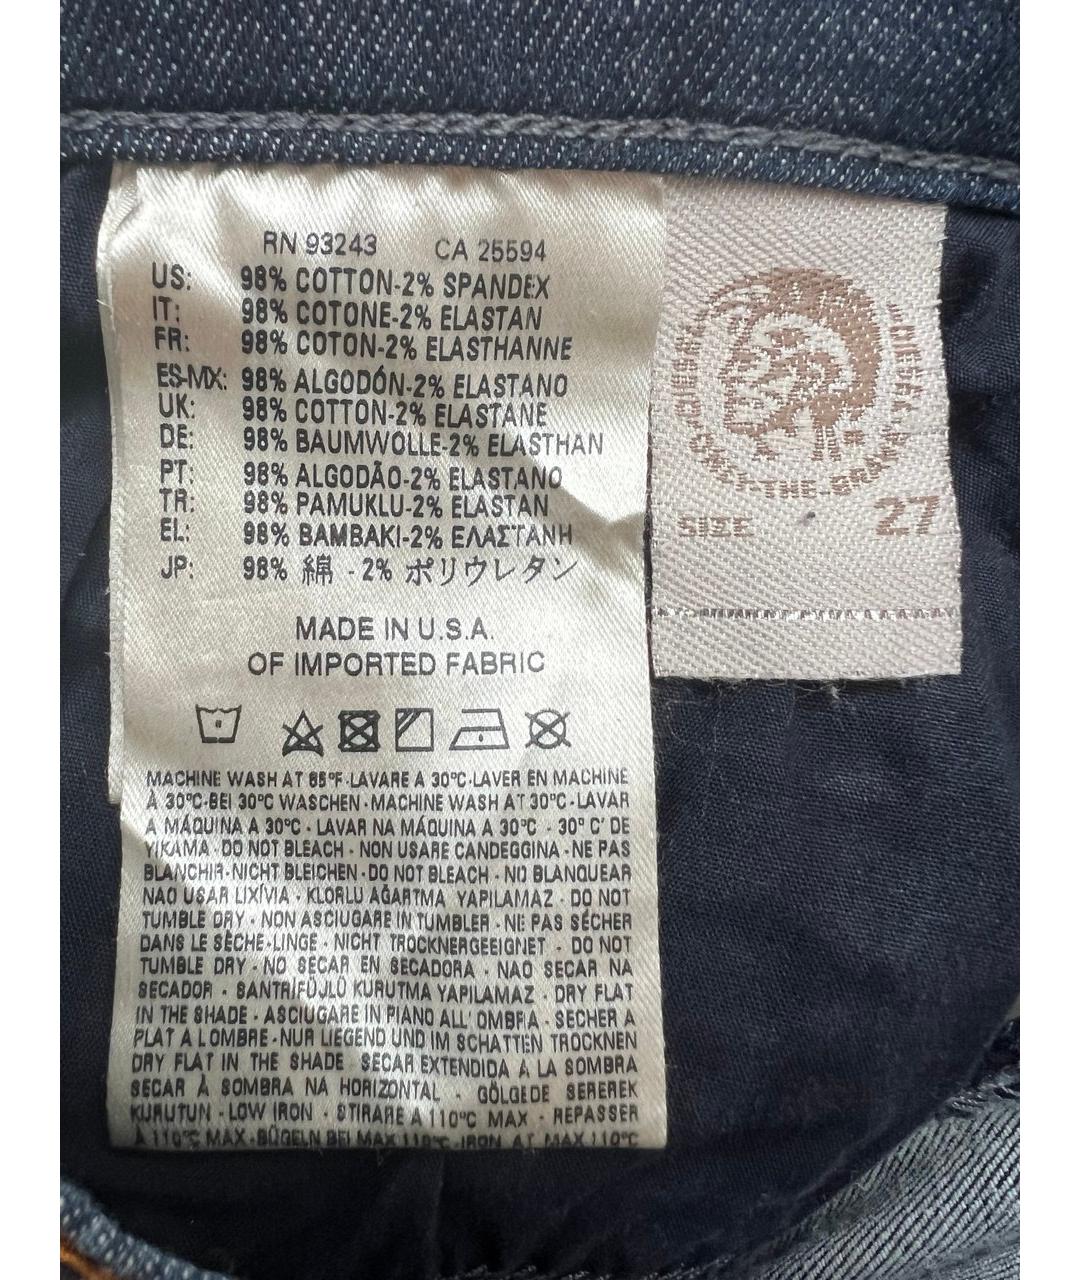 RN 93243 CA 25594
US: 98% COTTON-2% SPANDEX
IT: 98% COTONE-2% ELASTAN
FR: 98% COTON-2% ELASTHANNE
ES-MX: 98% ALGODÓN-2% ELASTANO
UK: 98% COTTON-2% ELASTANE
DE: 98% BAUMWOLLE-2% ELASTHAN
PT: 98% ALGODÃO-2% ELASTANO
TR: 98% PAMUKLU-2% ELASTAN
EL: 98% BAMBAKI-2% ΕΛΑΣΤΑΝΗ
JP: 98% 綿 - 2% ポリウレタン
MADE IN U.S.A.
OF IMPORTED FABRIC
MACHINE WASH AT 85°F-LAVARE A 30°C-LAVER EN MACHINE
À 30°C-BEI 30°C WASCHEN-MACHINE WASH AT 30°C-LAVAR
A MÁQUINA A 30°C - LAVAR NA MÁQUINA A 30°C - 30° C' DE
YIKAMA - DO NOT BLEACH - NON USARE CANDEGGINA - NE PAS
BLANCHIR-NICHT BLEICHEN-DO NOT BLEACH - NO BLANQUEAR
NAO USAR LIXÍVIA - KLORLU AĞARTMA YAPILAMAZ - DO NOT
TUMBLE DRY - NON ASCIUGARE IN TUMBLER - NE PAS SÉCHER
DANS LE SÈCHE-LINGE - NICHT TROCKNERGEEIGNET - DO NOT
TUMBLE DRY - NO SECAR EN SECADORA - NAO SECAR NA
SECADOR - SANTRİFÜJLÜ KURUTMA YAPILAMAZ - DRY FLAT
IN THE SHADE - ASCIUGARE IN PIANO ALL' OMBRA - SECHER A
PLAT A L OMBRE-NUR LIEGEND UND IM SCHATTEN TROCKNEN
DRY FLAT IN THE SHADE SECAR EXTENDIDA A LA SOMBRA
SECAR À SOMBRA NA HORIZONTAL - GÖLGEDE SEREREK
KURUTUN - LOW IRON - STIRARE A 110°C MAX - REPASSER
À 110°C MAX-BÜGELN BEI MAX 110°C-IRON AT MAX 110°C
SIZE 27